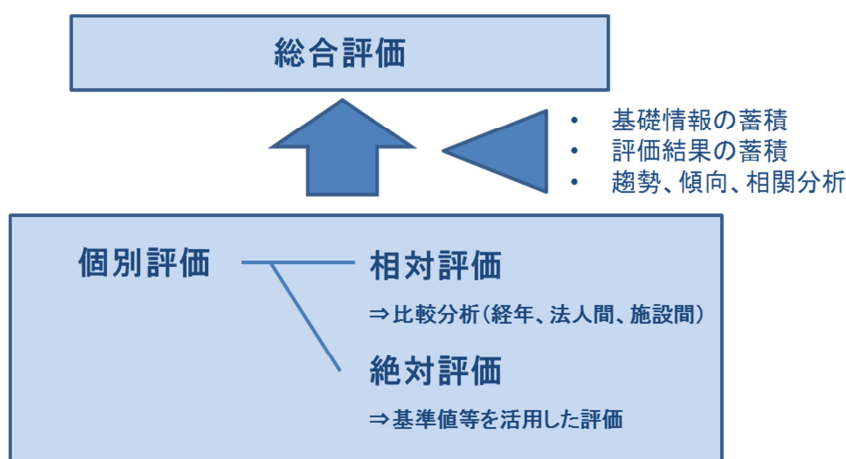 総合評価
• 基礎情報の蓄積
• 評価結果の蓄積
• 趨勢、傾向、相関分析
個別評価
相対評価
⇒比較分析(経年、法人間、施設間)
絶対評価
⇒基準値等を活用した評価